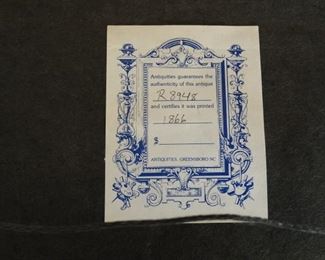 Antiquities guarantees the
authenticity of this antique
R 8948
and certifies it was printed
1866
$
ANTIQUITIES, GREENSBORO NC